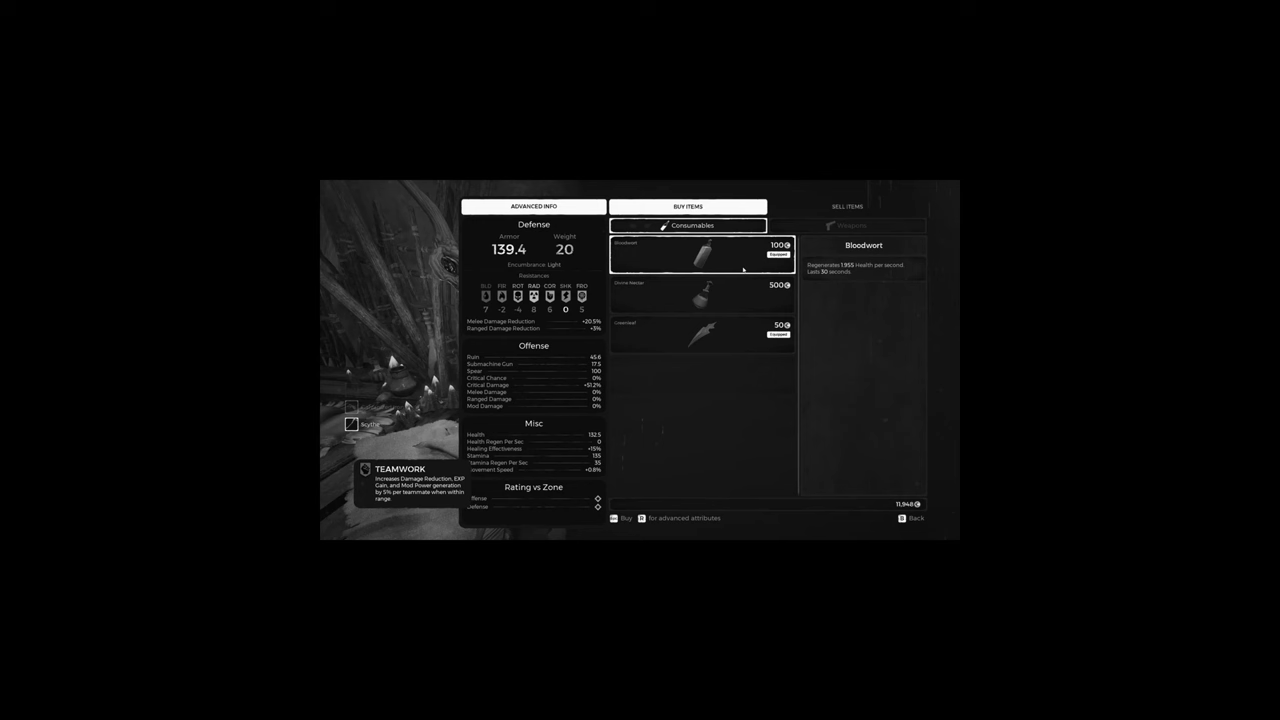 ADVANCED INFO
BUY ITEMS
SELL ITEMS
Defense
Consumables
Weapons
Armor
Weight
139.4
20
Encumbrance: Light
Resistances
BLD FIR ROT RAD COR SHK FRO
7 -2 -4 8 6 0 5
Melee Damage Reduction +20.5%
Ranged Damage Reduction +3%
Offense
Ruin 45.6
Submachine Gun 17.5
Spear 100
Critical Chance 0%
Critical Damage +51.2%
Melee Damage 0%
Ranged Damage 0%
Mod Damage 0%
Misc
Health 132.5
Health Regen Per Sec 0
Healing Effectiveness +15%
Stamina 135
Stamina Regen Per Sec 35
Movement Speed +0.8%
Rating vs Zone
Offense
Defense
Bloodwort
100
Equipped
Divine Nectar
500
Greenleaf
50
Equipped
Bloodwort
Regenerates 1.955 Health per second.
Lasts 30 seconds.
Scythe
TEAMWORK
Increases Damage Reduction, EXP
Gain, and Mod Power generation
by 5% per teammate when within
range.
11,948
Buy
R for advanced attributes
B Back